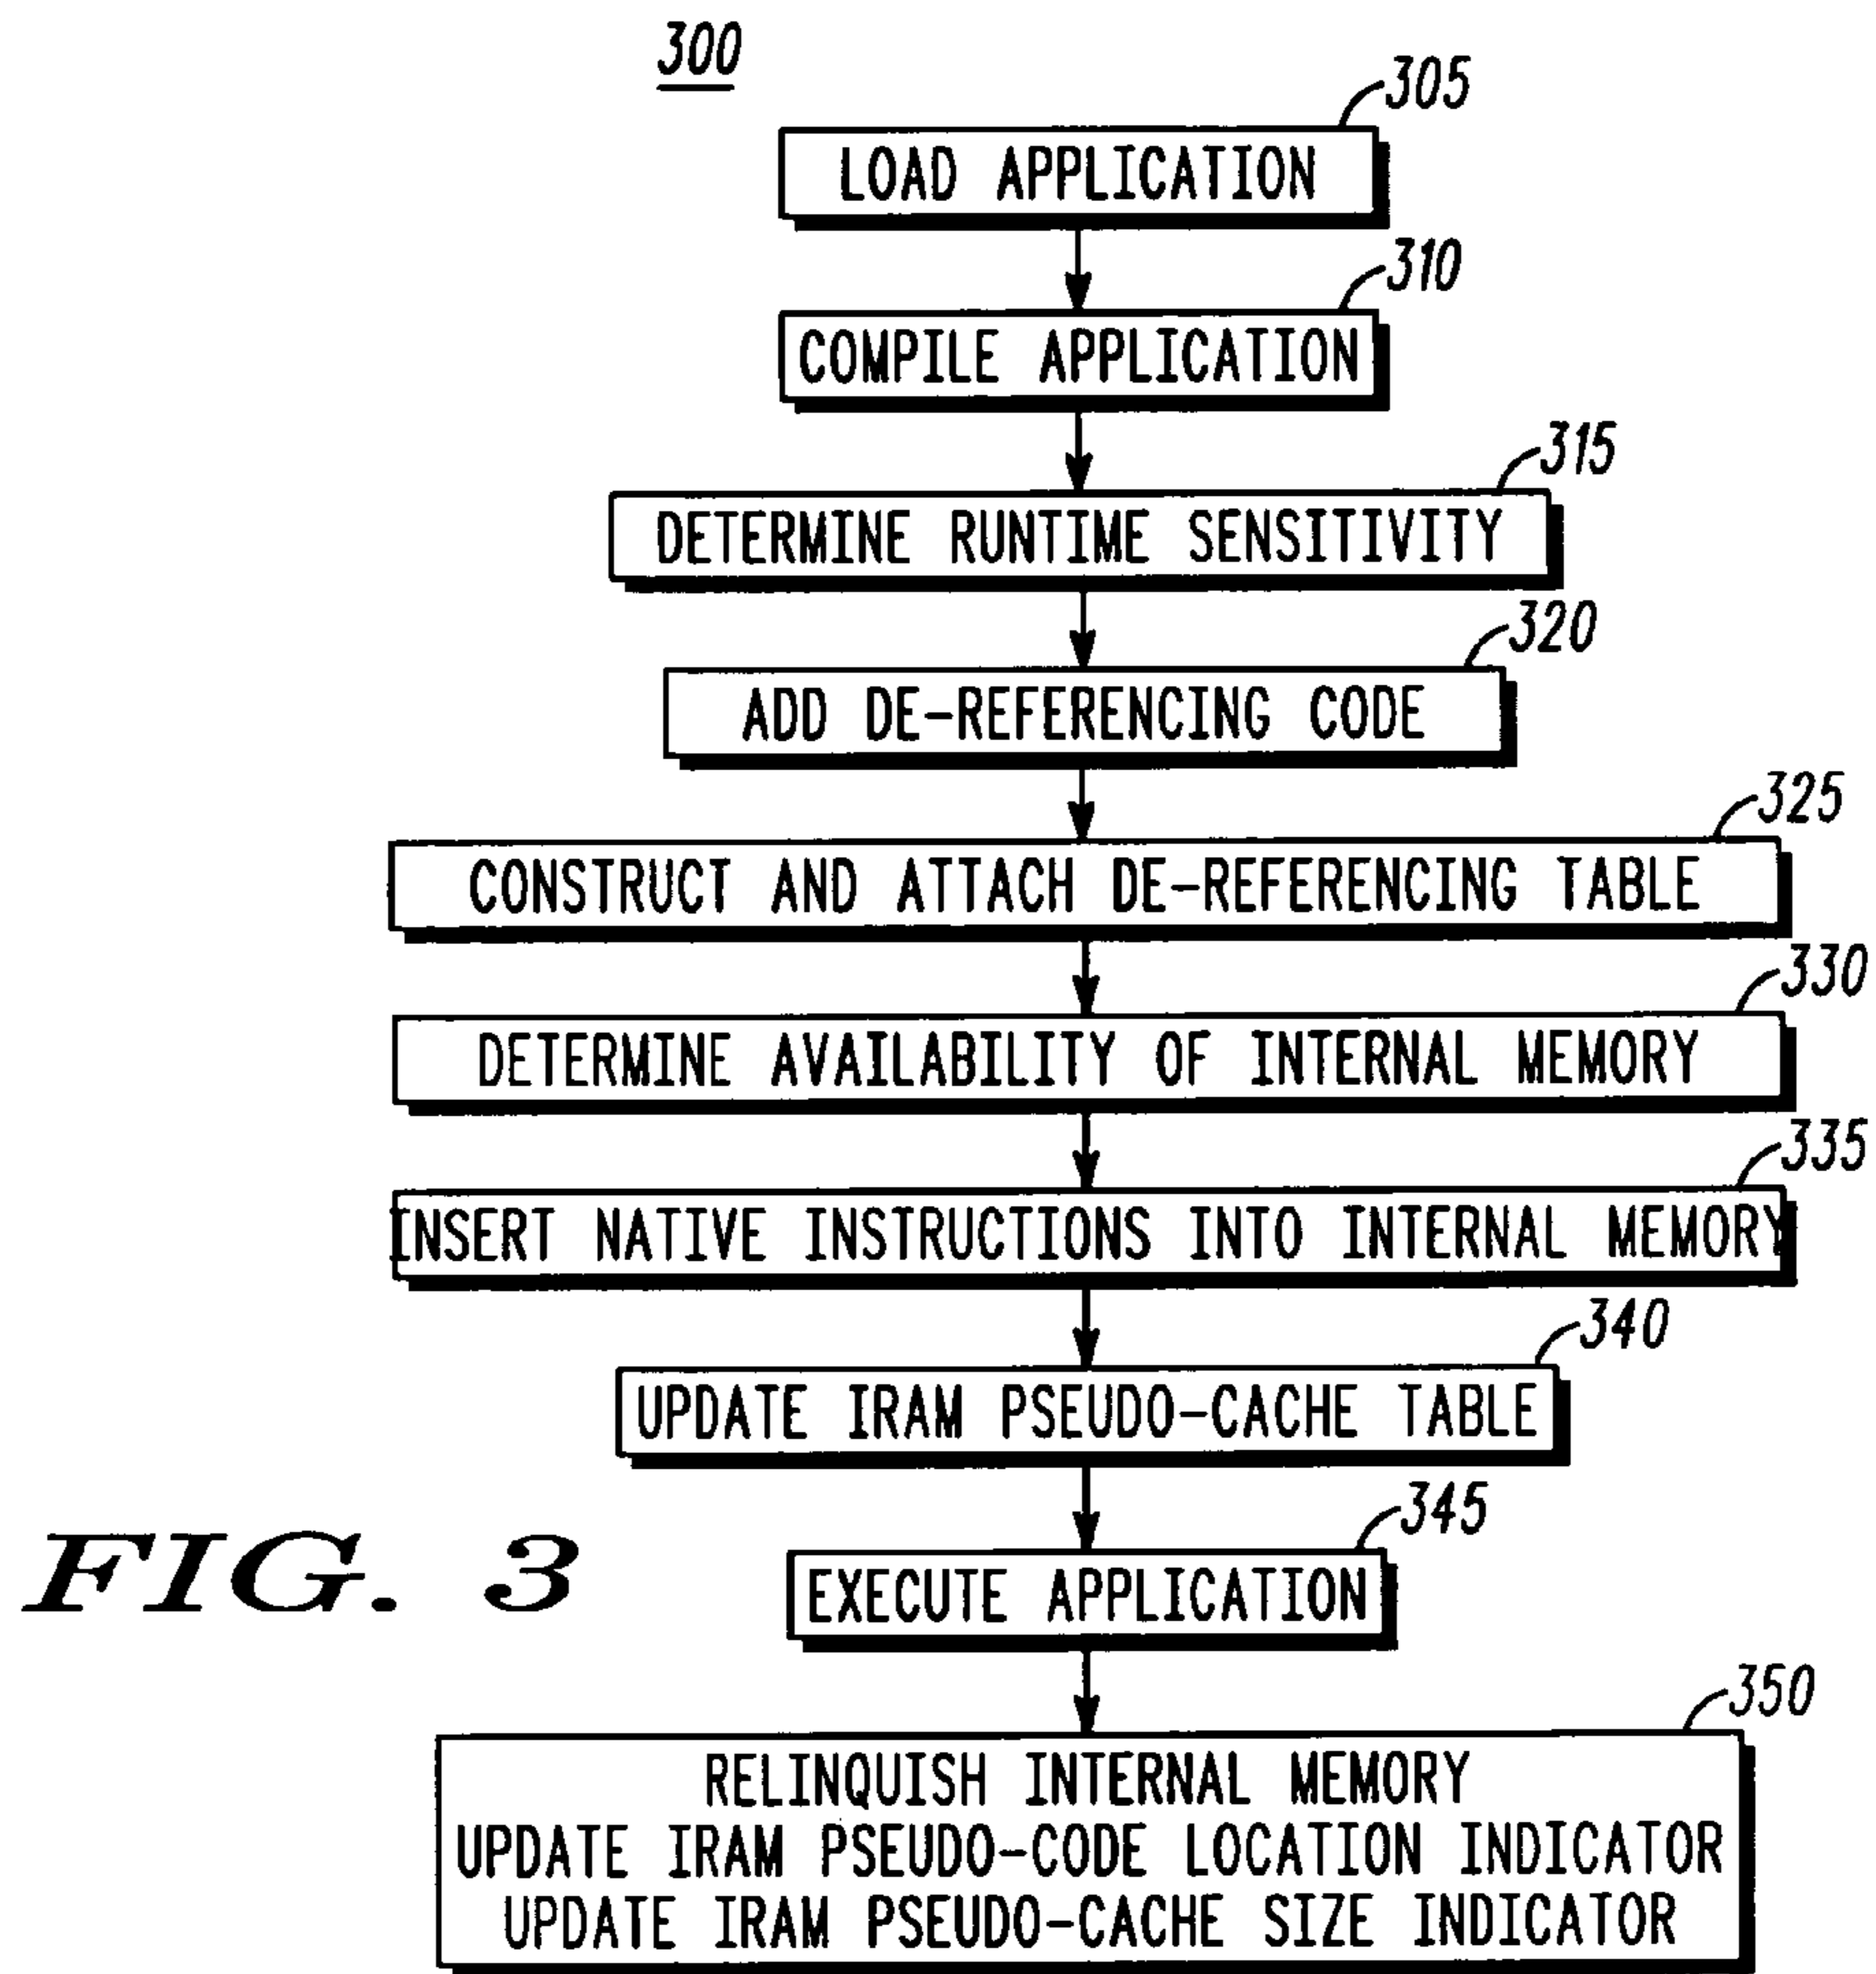 300
305
LOAD APPLICATION
310
COMPILE APPLICATION
315
DETERMINE RUNTIME SENSITIVITY
320
ADD DE-REFERENCING CODE
325
CONSTRUCT AND ATTACH DE-REFERENCING TABLE
330
DETERMINE AVAILABILITY OF INTERNAL MEMORY
335
INSERT NATIVE INSTRUCTIONS INTO INTERNAL MEMORY
340
UPDATE IRAM PSEUDO-CACHE TABLE
345
EXECUTE APPLICATION
FIG. 3
350
RELINQUISH INTERNAL MEMORY
UPDATE IRAM PSEUDO-CODE LOCATION INDICATOR
UPDATE IRAM PSEUDO-CACHE SIZE INDICATOR